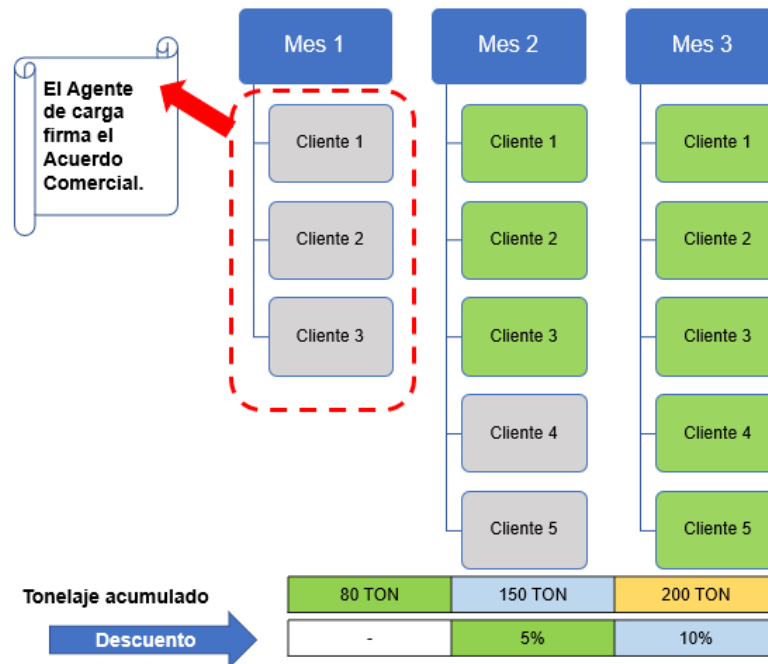 Mes 1
Mes 2
Mes 3
El Agente
de carga
firma el
Acuerdo
Comercial.
Cliente 1
Cliente 1
Cliente 1
Cliente 2
Cliente 2
Cliente 2
Cliente 3
Cliente 3
Cliente 3
Cliente 4
Cliente 4
Cliente 5
Cliente 5
Tonelaje acumulado
80 TON
150 TON
200 TON
Descuento
-
5%
10%